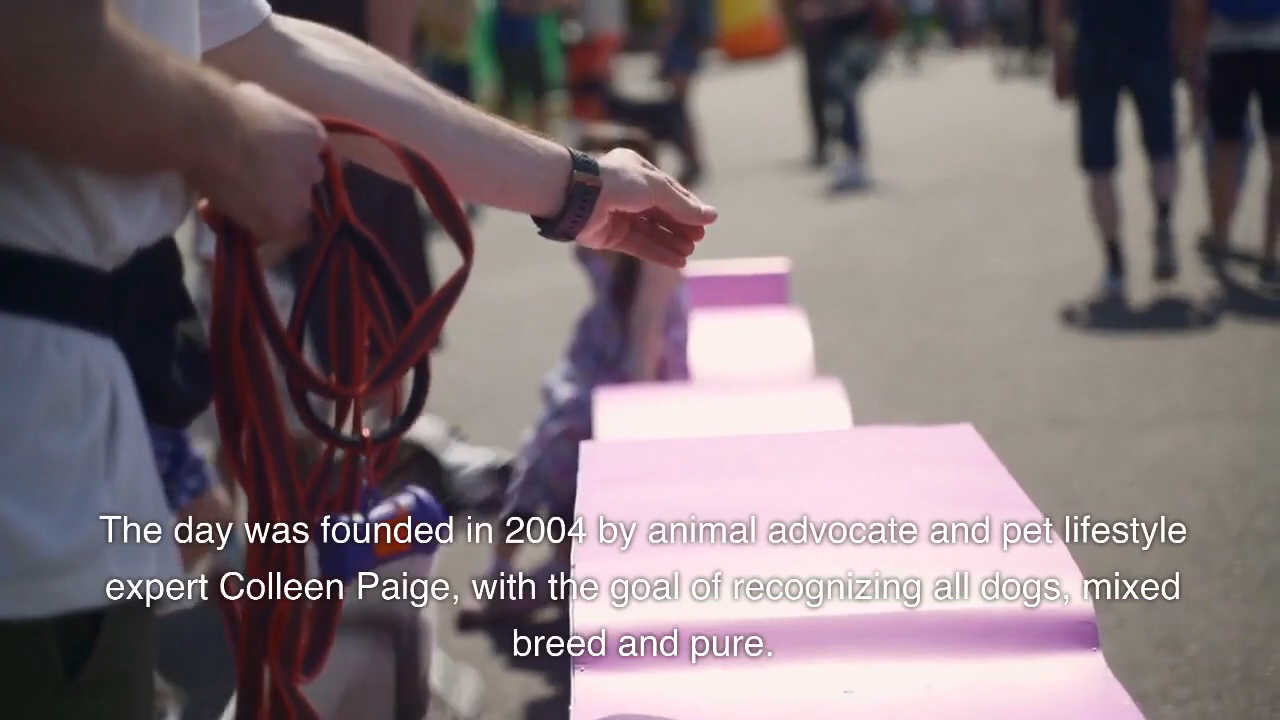 The day was founded in 2004 by animal advocate and pet lifestyle
expert Colleen Paige, with the goal of recognizing all dogs, mixed
breed and pure.